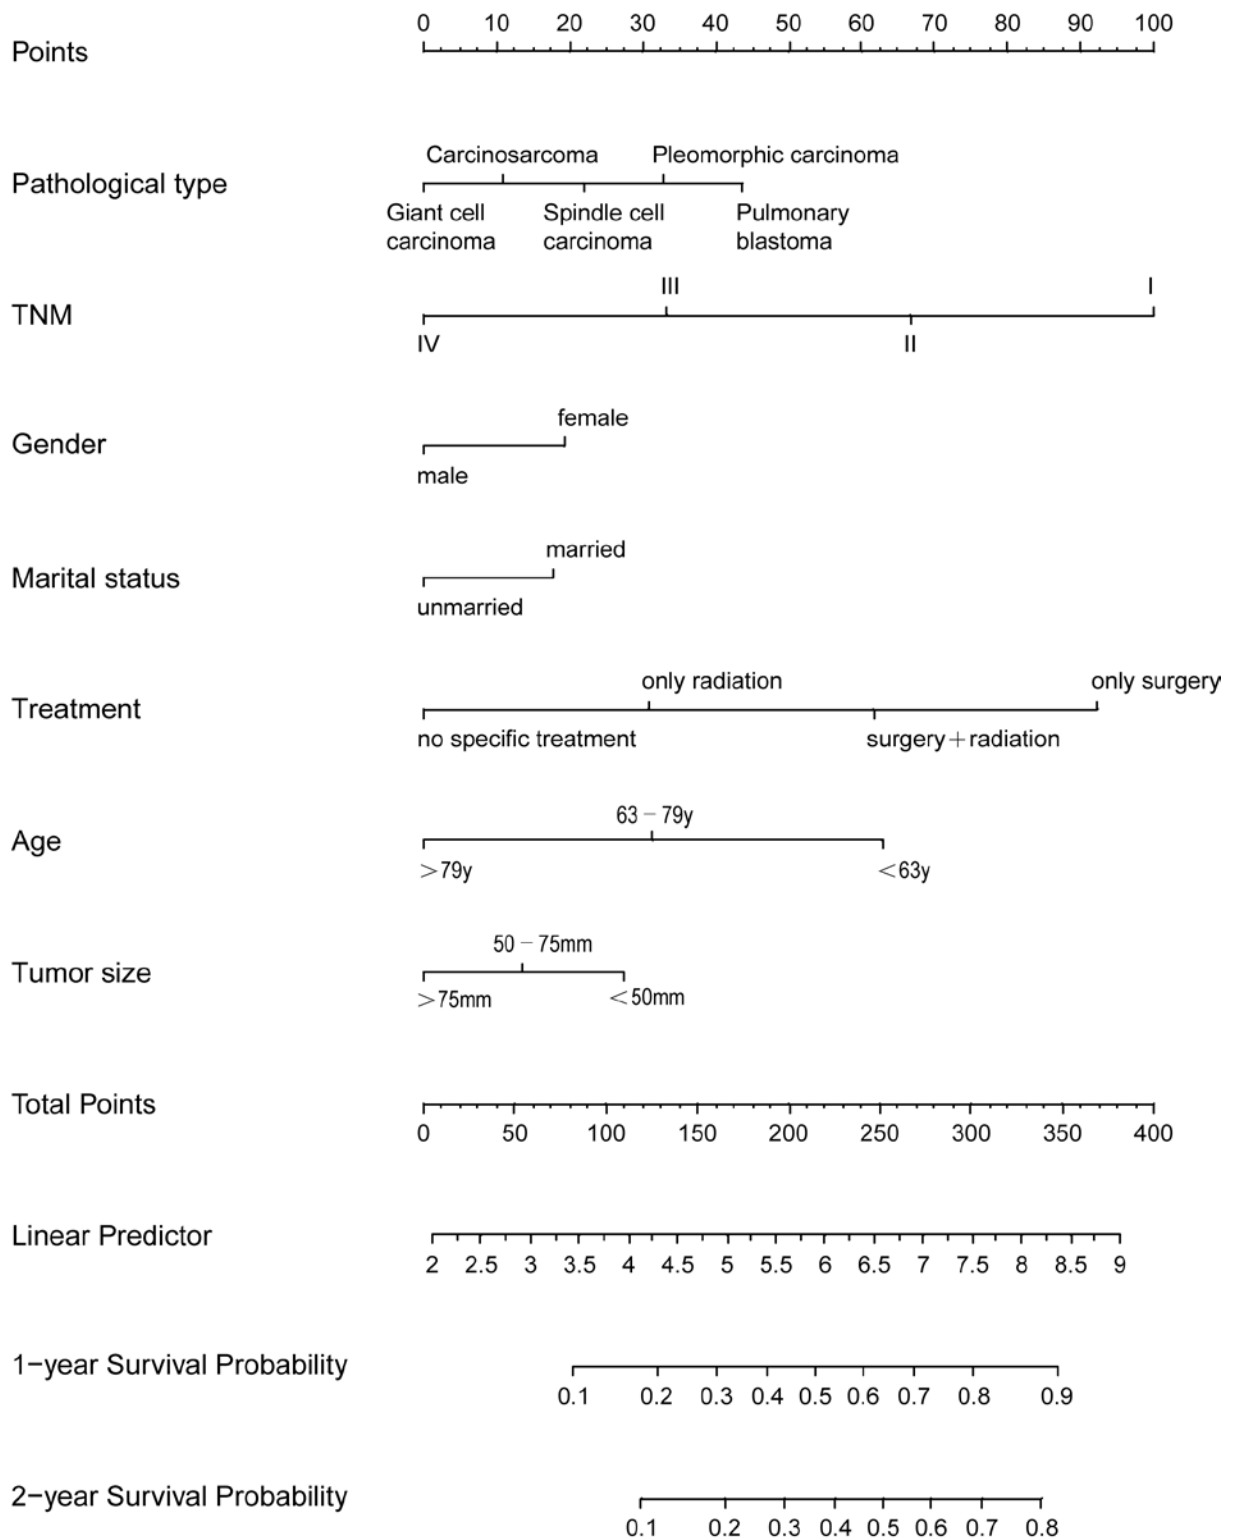 0 10 20 30 40 50 60 70 80 90 100
Points
Carcinosarcoma Pleomorphic carcinoma
Pathological type
Giant cell Spindle cell Pulmonary
carcinoma carcinoma blastoma
III I
TNM
IV II
female
Gender
male
married
Marital status
unmarried
only radiation only surgery
Treatment
no specific treatment surgery+radiation
63－79y
Age
>79y <63y
50－75mm
Tumor size
>75mm <50mm
Total Points
0 50 100 150 200 250 300 350 400
Linear Predictor
2 2.5 3 3.5 4 4.5 5 5.5 6 6.5 7 7.5 8 8.5 9
1−year Survival Probability
0.1 0.2 0.3 0.4 0.5 0.6 0.7 0.8 0.9
2−year Survival Probability
0.1 0.2 0.3 0.4 0.5 0.6 0.7 0.8